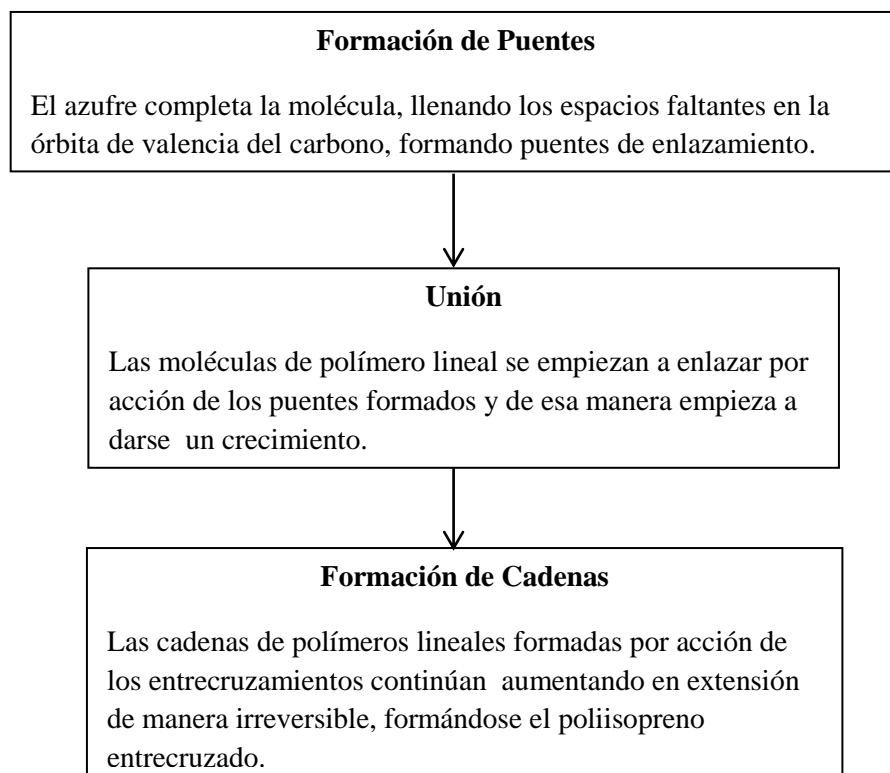 Formación de Puentes
El azufre completa la molécula, llenando los espacios faltantes en la
órbita de valencia del carbono, formando puentes de enlazamiento.
Unión
Las moléculas de polímero lineal se empiezan a enlazar por
acción de los puentes formados y de esa manera empieza a
darse  un crecimiento.
Formación de Cadenas
Las cadenas de polímeros lineales formadas por acción de
los entrecruzamientos continúan  aumentando en extensión
de manera irreversible, formándose el poliisopreno
entrecruzado.